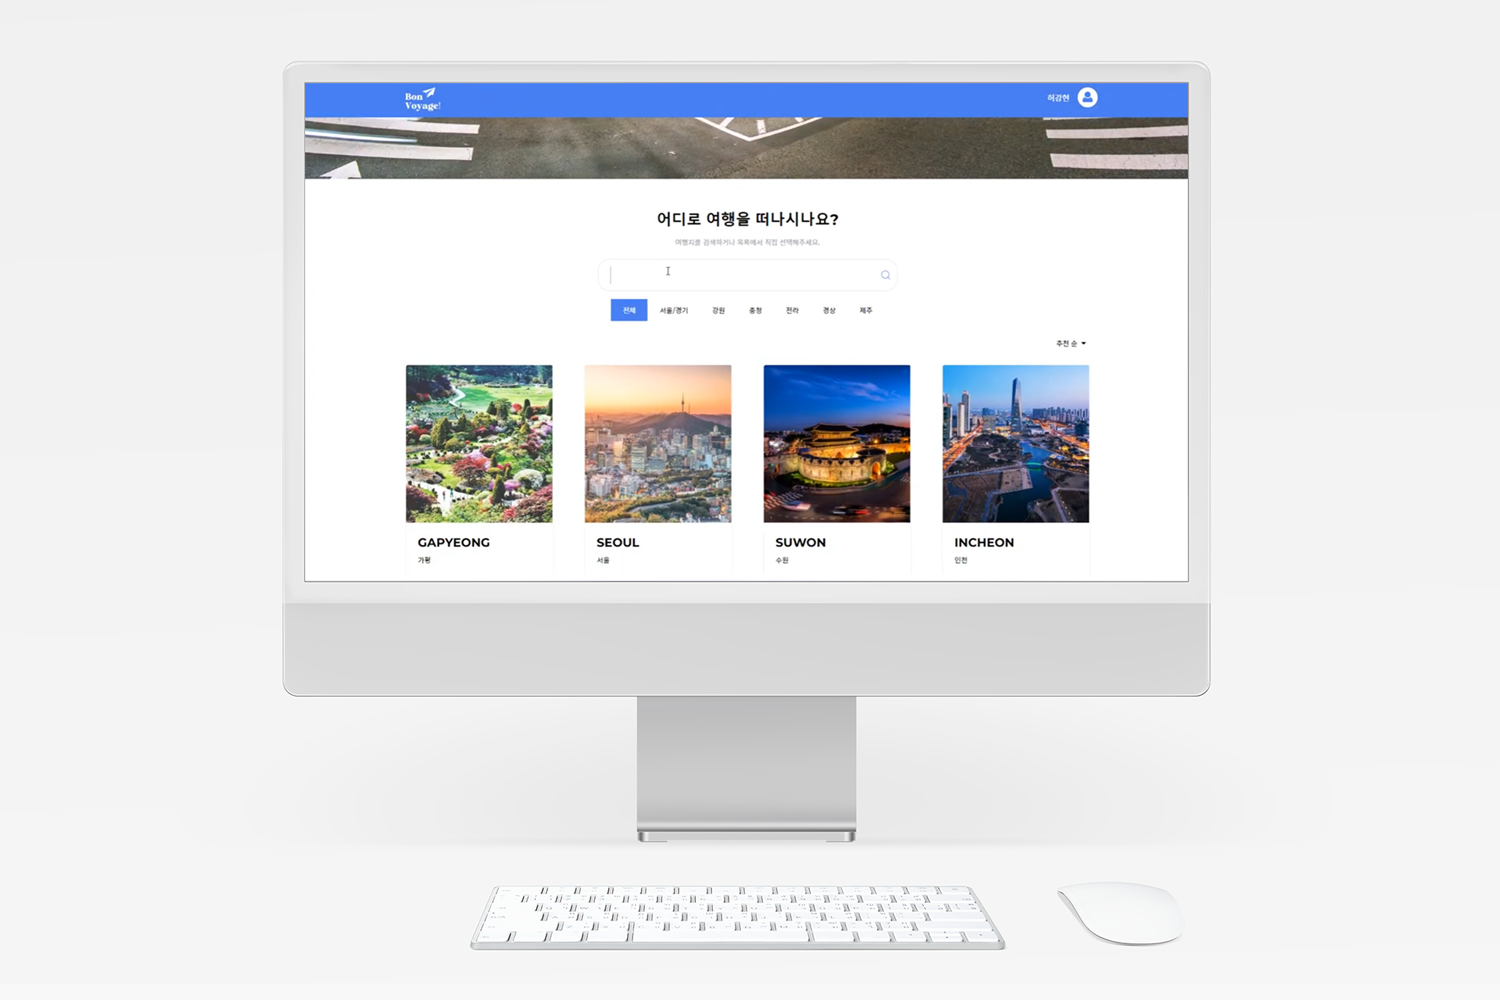 Bon
Voyage!
허강현
어디로 여행을 떠나시나요?
여행지를 검색하거나 목록에서 직접 선택해주세요.
전체 서울/경기 강원 충청 전라 경상 제주
추천 순
GAPYEONG
가평
SEOUL
서울
SUWON
수원
INCHEON
인천